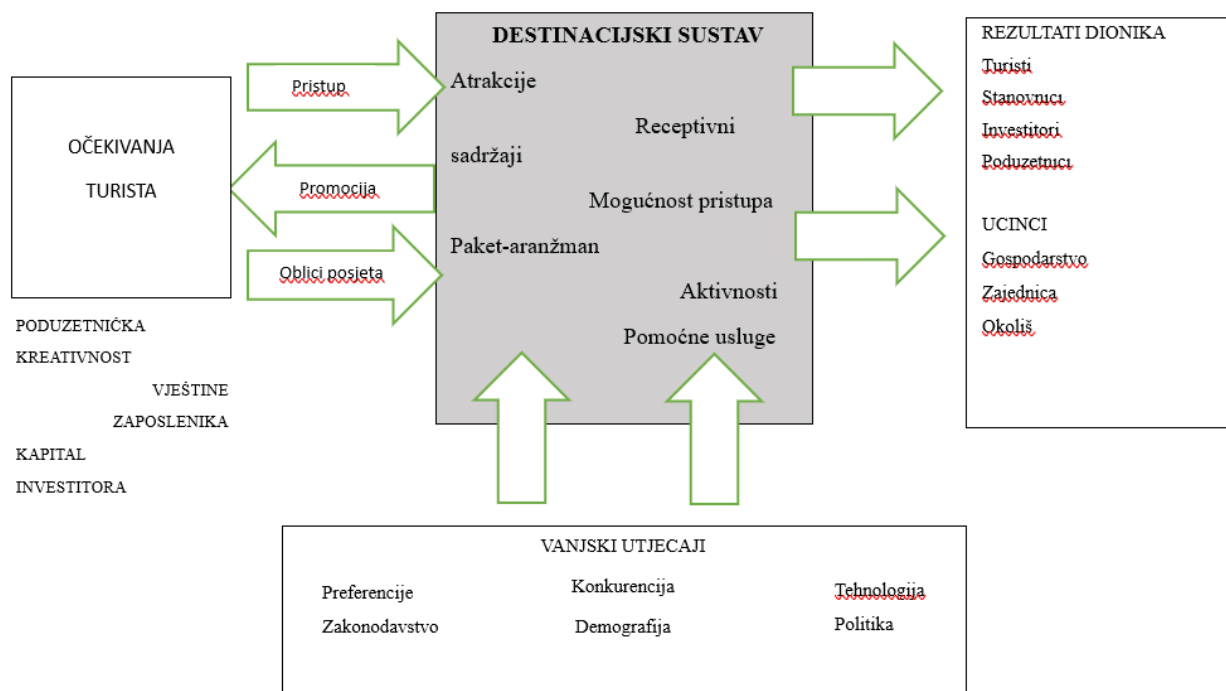 OČEKIVANJA
TURISTA
PODUZETNIČKA
KREATIVNOST
VJEŠTINE
ZAPOSLENIKA
KAPITAL
INVESTITORA
Pristup
Promocija
Oblici posjeta
DESTINACIJSKI SUSTAV
Atrakcije
Receptivni
sadržaji
Mogućnost pristupa
Paket-aranžman
Aktivnosti
Pomoćne usluge
REZULTATI DIONIKA
Turisti
Stanovnıcı
Investitori
Poduzetnıcı
UCINCI
Gospodarstvo
Zajednica
Okoliš
VANJSKI UTJECAJI
Preferencije
Konkurencija
Tehnologija
Zakonodavstvo
Demografija
Politika